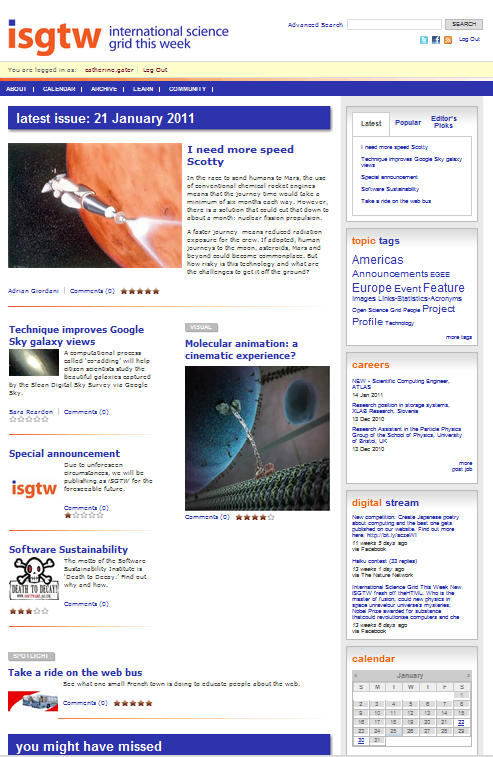 isgtw international science
grid this week
Advanced Search
SEARCH
Log Out
You are logged in as: catherine.gater | Log Out
ABOUT | CALENDAR | ARCHIVE | LEARN | COMMUNITY |
latest issue: 21 January 2011
I need more speed
Scotty
In the race to send humans to Mars, the use
of conventional chemical rocket engines
means that the journey time would take a
minimum of six months each way. However,
there is a solution that could cut that down to
about a month: nuclear fission propulsion.
A faster journey means reduced radiation
exposure for the crew. If adopted, human
journeys to the moon, asteroids, Mars and
beyond could become commonplace. But
how risky is this technology and what are
the challenges to get it off the ground?
Adrian Giordani | Comments (0)
Technique improves Google
Sky galaxy views
A computational process
called 'co-adding' will help
citizen scientists study the
beautiful galaxies captured
by the Sloan Digital Sky Survey via Google
Sky.
Sara Reardon | Comments (0)
Special announcement
isgtw
Due to unforeseen
circumstances, we will be
publishing as iSGTW for the
foreseeable future.
Comments (0)
Software Sustainability
DEATH TO DECAY!
The motto of the Software
Sustainability Institute is
'Death to Decay.' Find out
why and how.
Comments (0)
VISUAL
Molecular animation: a
cinematic experience?
Comments (0)
SPOTLIGHT
Take a ride on the web bus
See what one small French town is doing to educate people about the web.
Comments (0)
you might have missed
Latest
Popular
Editor's
Picks
I need more speed Scotty
Technique improves Google Sky galaxy
views
Special announcement
Software Sustainability
Take a ride on the web bus
topic tags
Americas
Announcements EGEE
Europe Event Feature
Images Links-Statistics-Acronyms
Open Science Grid People Project
Profile Technology
more tags
careers
NEW - Scientific Computing Engineer,
ATLAS
14 Jan 2011
Research position in storage systems,
XLAB Research, Slovenia
13 Dec 2010
Research Assistant in the Particle Physics
Group of the School of Physics, University
of Bristol, UK
13 Dec 2010
more
post job
digital stream
New competition: Create Japanese poetry
about computing and the best one gets
published on our website. Find out more
here:
11 weeks 5 days ago
via Facebook
Haiku contest (33 replies)
13 weeks 1 day ago
via The Nature Network
International Science Grid This Week New
iSGTW fresh off theHTML: Who is the
master of fusion, could new physics in
space unravelour universe's mysteries,
Nobel Prize awarded for substance
thatcould revolutionise computers and che
13 weeks 6 days ago
via Facebook
calendar
« January »
S M T W T F S
1
2 3 4 5 6 7 8
9 10 11 12 13 14 15
16 17 18 19 20 21 22
23 24 25 26 27 28 29
30 31